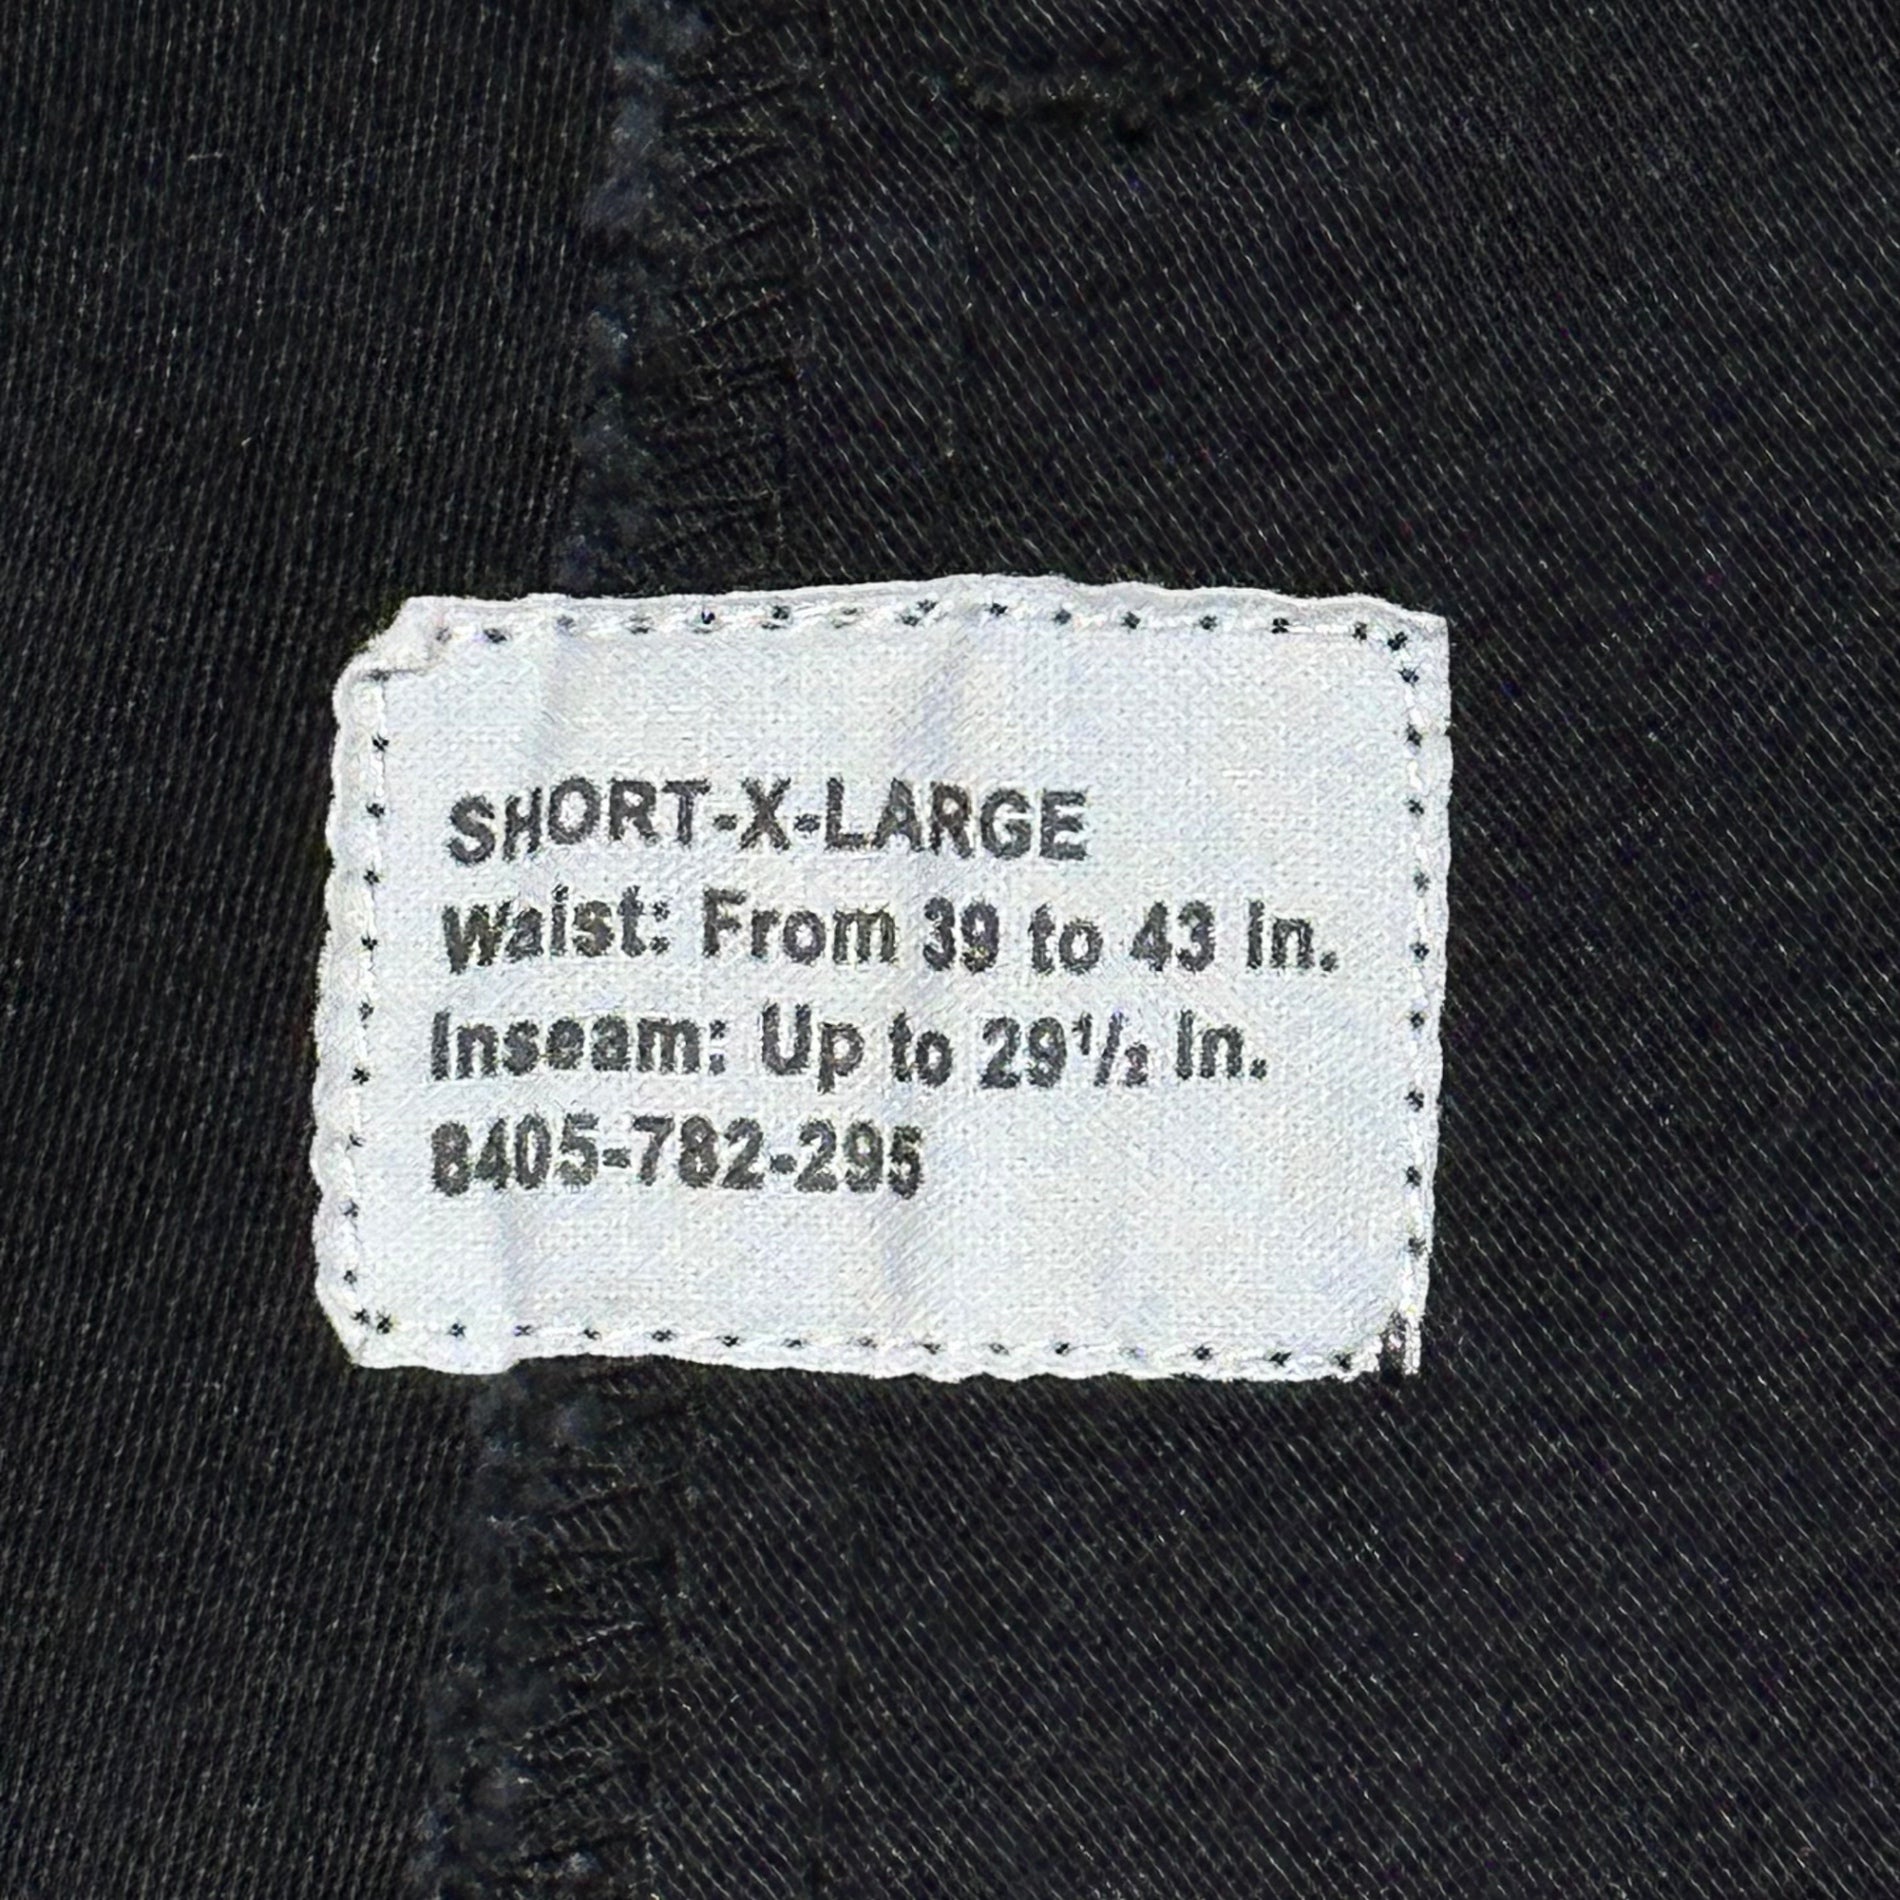 SHORT-X-LARGE
Waist: From 39 to 43 in.
Inseam: Up to 29½ in.
8405-782-295